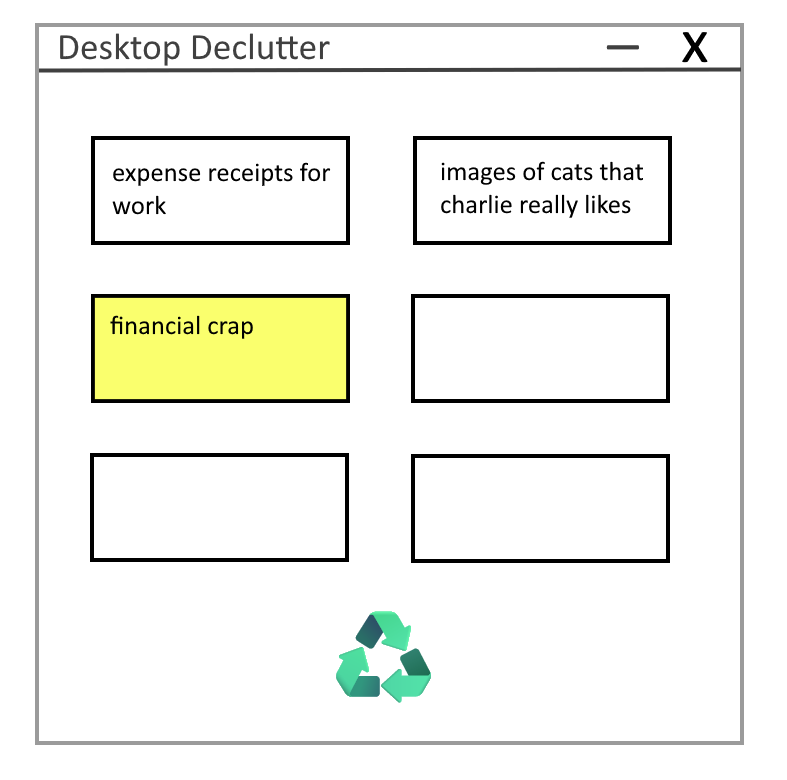 Desktop Declutter
— X
expense receipts for
work
images of cats that
charlie really likes
financial crap